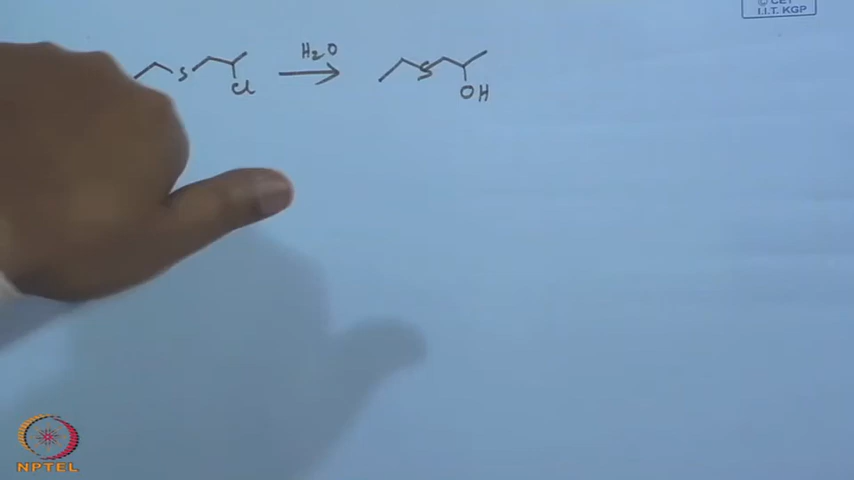 © CET
I.I.T. KGP
S Cl H₂O S OH
NPTEL